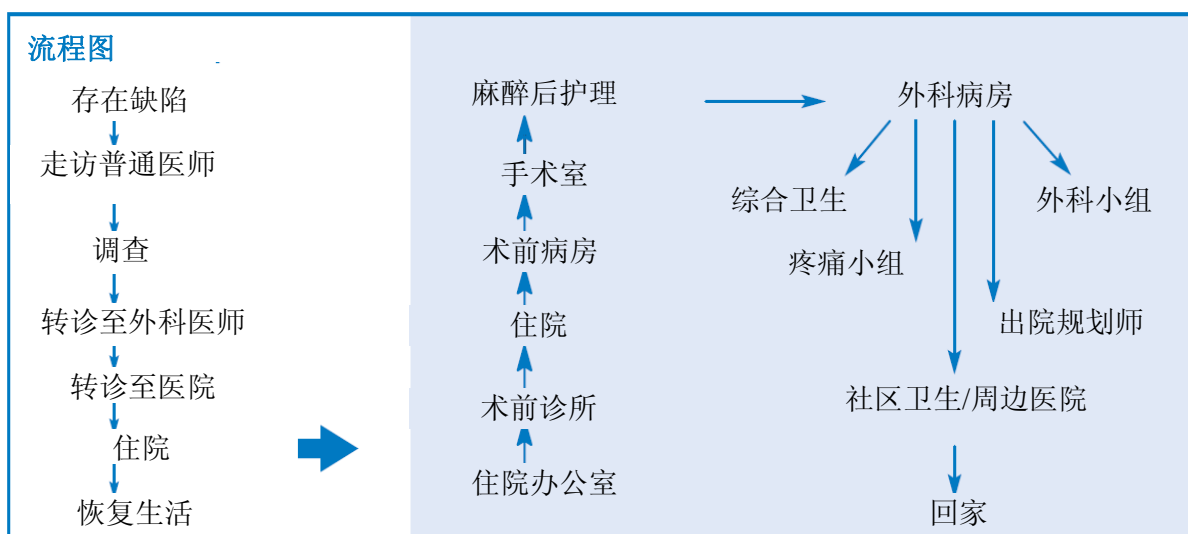 流程图
存在缺陷
走访普通医师
调查
转诊至外科医师
转诊至医院
住院
恢复生活
麻醉后护理
手术室
术前病房
住院
术前诊所
住院办公室
外科病房
综合卫生
外科小组
疼痛小组
出院规划师
社区卫生/周边医院
回家